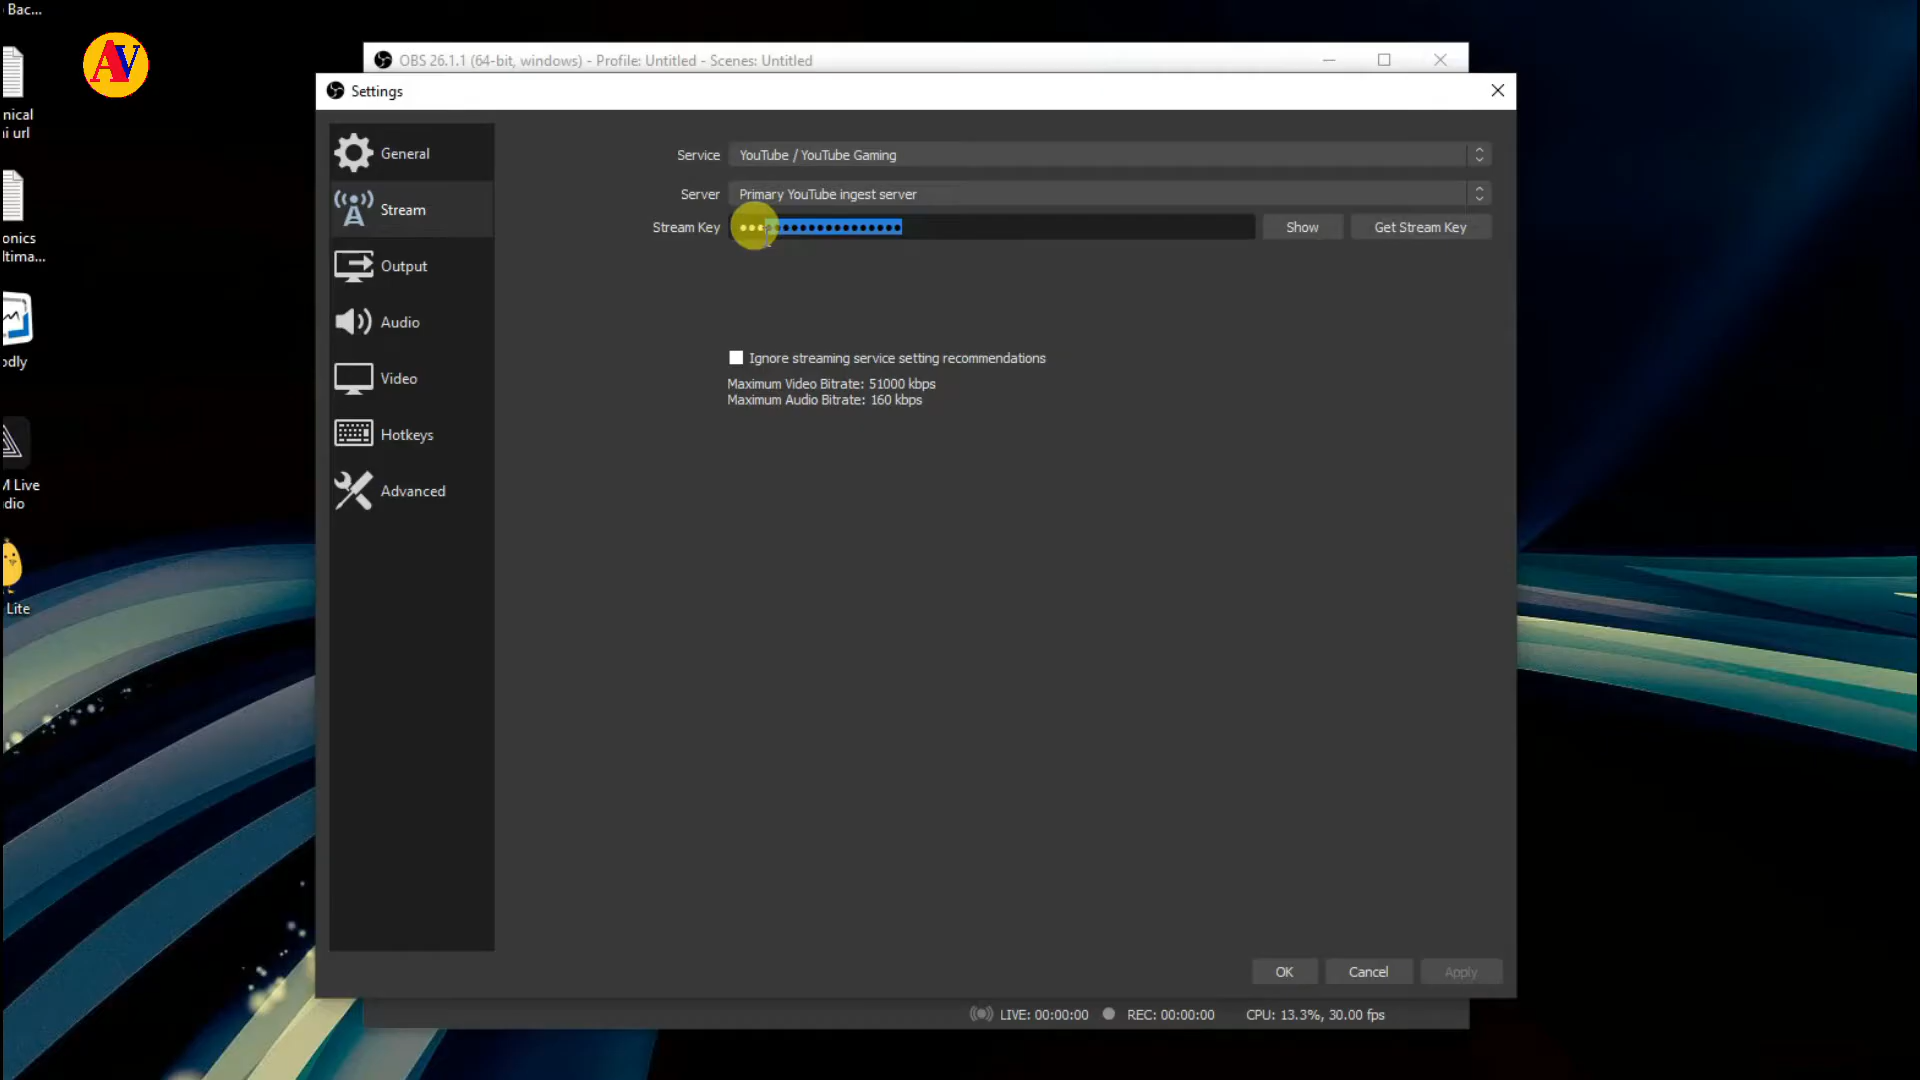 Bac...
AV
OBS 26.1.1 (64-bit, windows) - Profile: Untitled - Scenes: Untitled
Settings
nical
i url
General
Service
YouTube / YouTube Gaming
Stream
Server
Primary YouTube ingest server
Stream Key
Show
Get Stream Key
onics
ltima...
Output
Audio
odly
Ignore streaming service setting recommendations
Video
Maximum Video Bitrate: 51000 kbps
Maximum Audio Bitrate: 160 kbps
Hotkeys
M Live
dio
Advanced
Lite
OK
Cancel
Apply
LIVE: 00:00:00
REC: 00:00:00
CPU: 13.3%, 30.00 fps